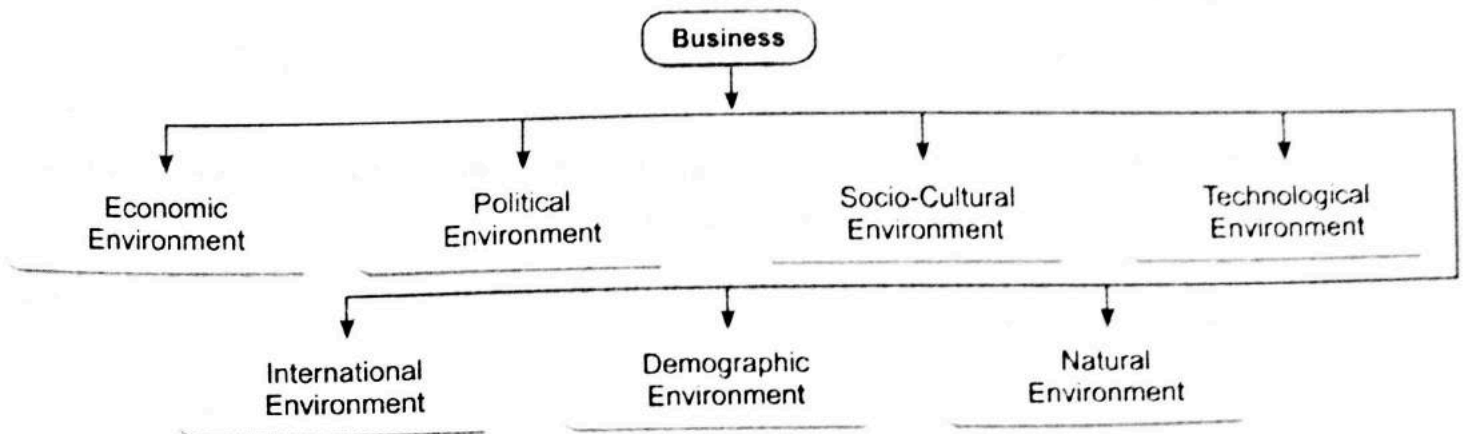 Business
Economic
Environment
Political
Environment
Socio-Cultural
Environment
Technological
Environment
International
Environment
Demographic
Environment
Natural
Environment